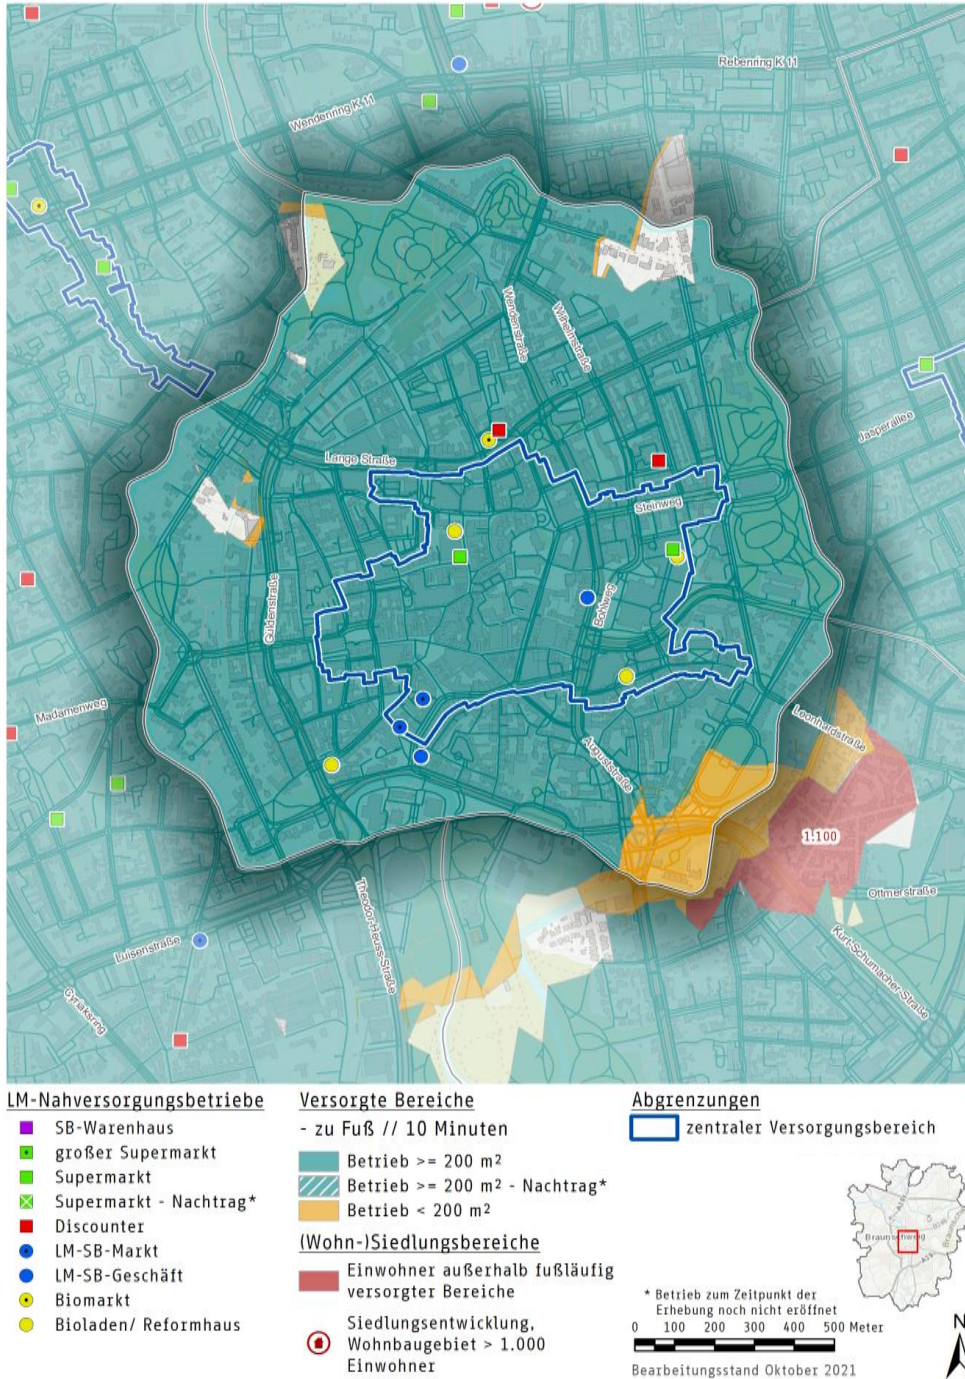 Rebenring K 11
Wendenring K 11
Wendenstraße
Wilhelmstraße
Jasperallee
Lange Straße
Steinweg
Güldenstraße
Bohlweg
Madamenweg
Leonhardstraße
Auguststraße
1.100
Ottmerstraße
Theodor-Heuss-Straße
Kurt-Schumacher-Straße
Luisenstraße
Cyriaksring
LM-Nahversorgungsbetriebe
SB-Warenhaus
großer Supermarkt
Supermarkt
Supermarkt - Nachtrag*
Discounter
LM-SB-Markt
LM-SB-Geschäft
Biomarkt
Bioladen/ Reformhaus
Versorgte Bereiche
- zu Fuß // 10 Minuten
Betrieb >= 200 m²
Betrieb >= 200 m² - Nachtrag*
Betrieb < 200 m²
(Wohn-)Siedlungsbereiche
Einwohner außerhalb fußläufig
versorgter Bereiche
Siedlungsentwicklung,
Wohnbaugebiet > 1.000
Einwohner
Abgrenzungen
zentraler Versorgungsbereich
Braunschweig
* Betrieb zum Zeitpunkt der
Erhebung noch nicht eröffnet
0 100 200 300 400 500 Meter
N
Bearbeitungsstand Oktober 2021